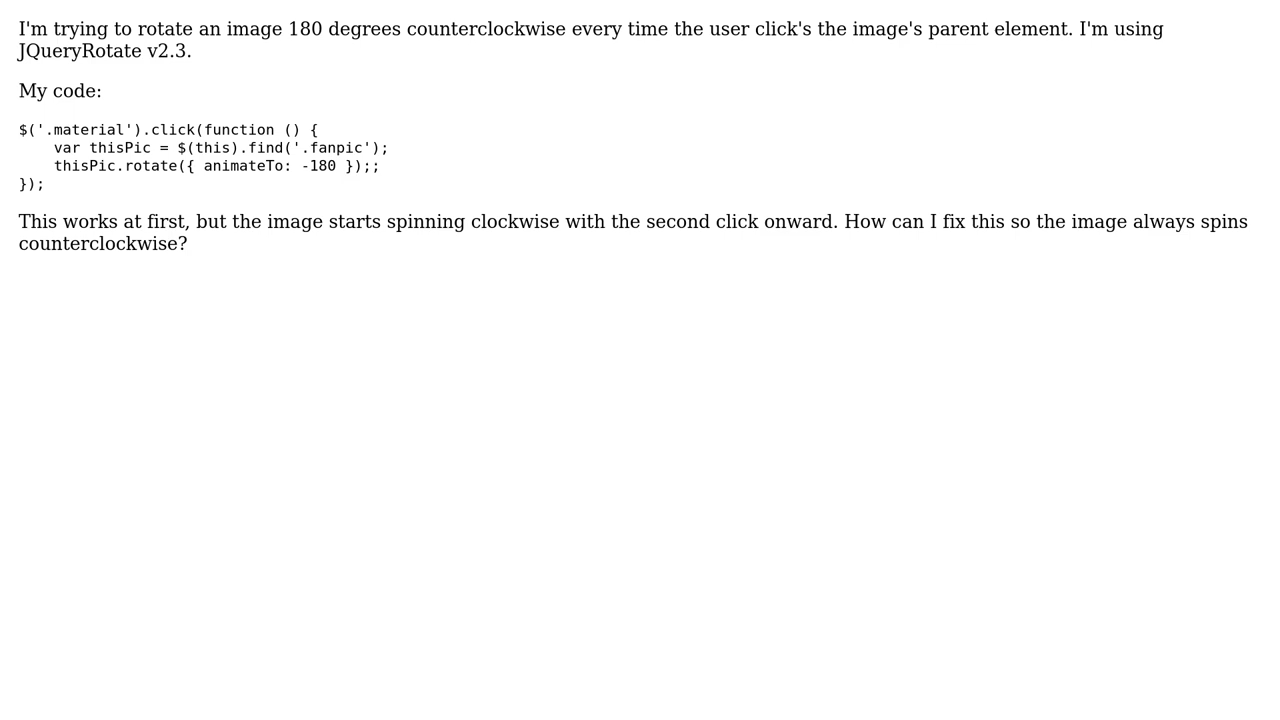 I'm trying to rotate an image 180 degrees counterclockwise every time the user click's the image's parent element. I'm using
JQueryRotate v2.3.
My code:
$('.material').click(function () {
    var thisPic = $(this).find('.fanpic');
    thisPic.rotate({ animateTo: -180 });;
});
This works at first, but the image starts spinning clockwise with the second click onward. How can I fix this so the image always spins
counterclockwise?